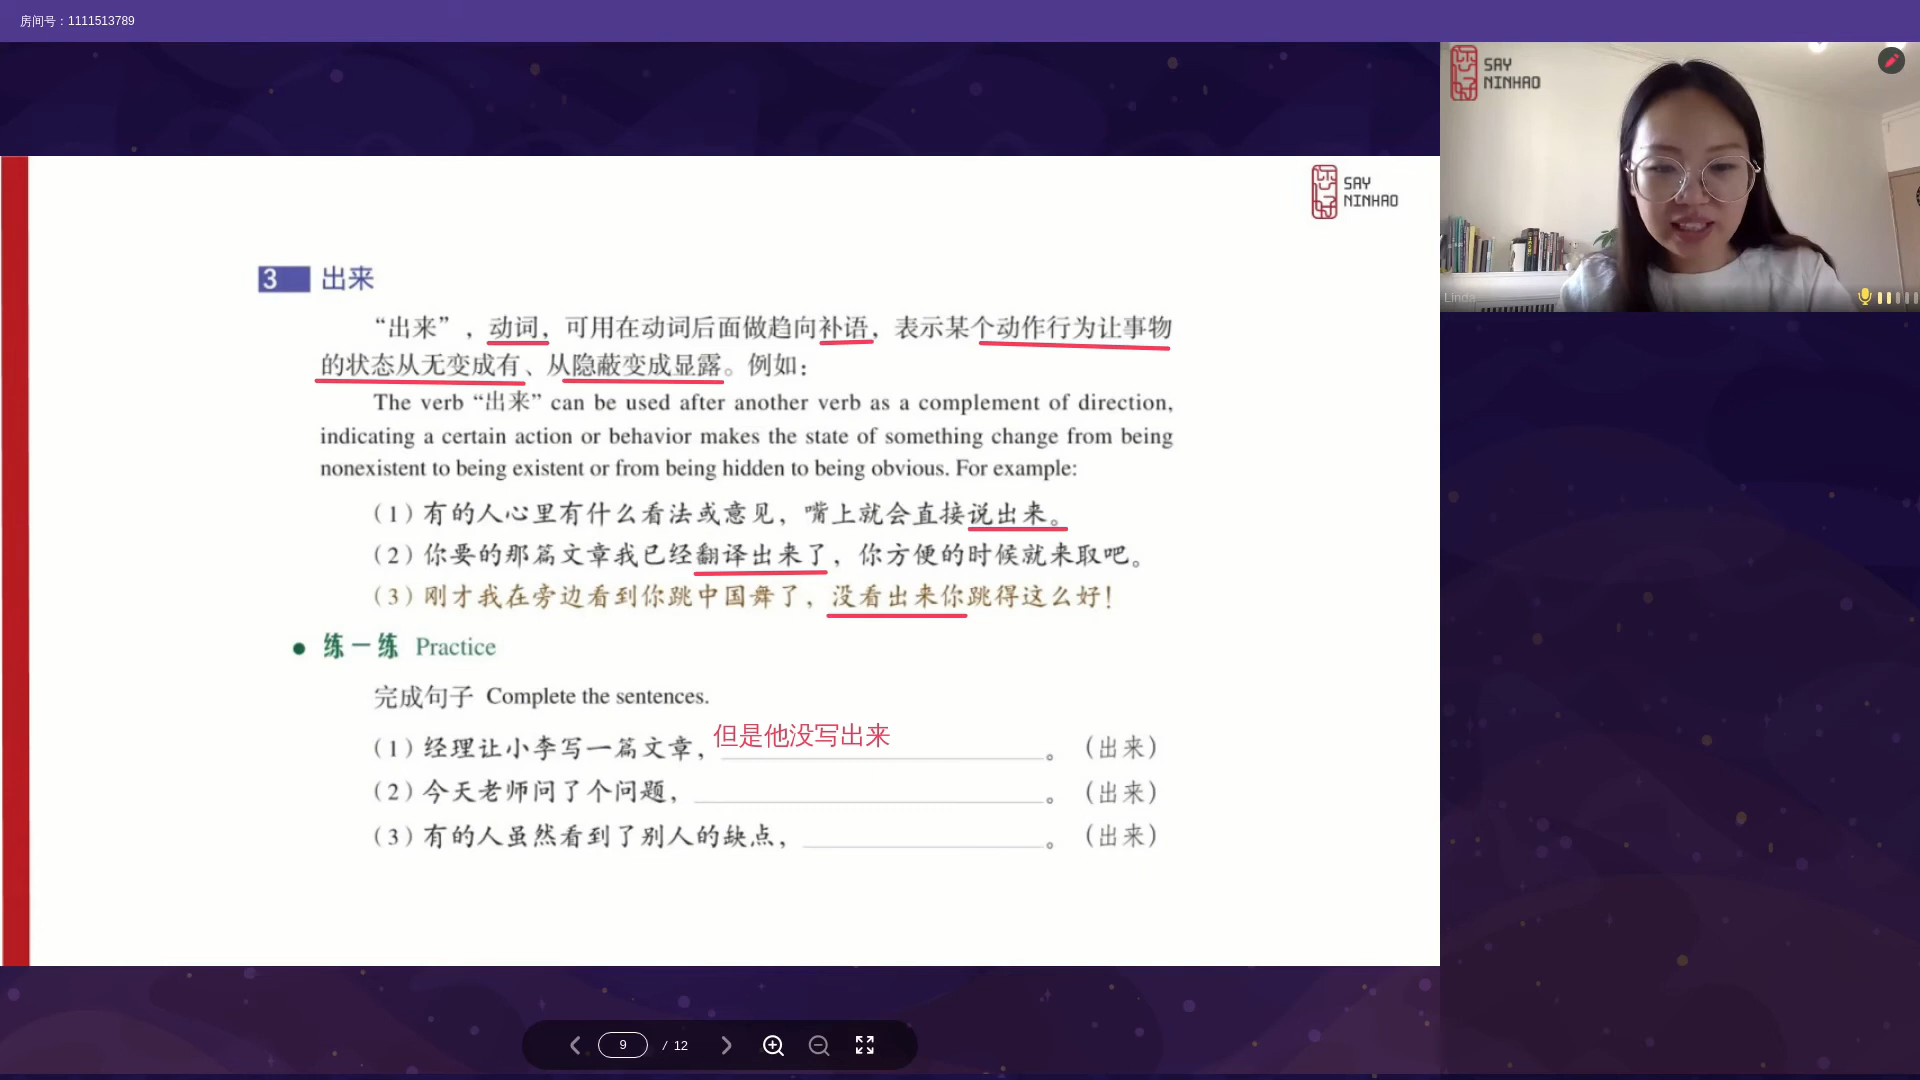 房间号：1111513789
SAY
NINHAO
Linda
SAY
NINHAO
3 出来
“出来”，动词，可用在动词后面做趋向补语，表示某个动作行为让事物
的状态从无变成有、从隐蔽变成显露。例如：
The verb “出来” can be used after another verb as a complement of direction,
indicating a certain action or behavior makes the state of something change from being
nonexistent to being existent or from being hidden to being obvious. For example:
（1）有的人心里有什么看法或意见，嘴上就会直接说出来。
（2）你要的那篇文章我已经翻译出来了，你方便的时候就来取吧。
（3）刚才我在旁边看到你跳中国舞了，没看出来你跳得这么好！
● 练一练 Practice
完成句子 Complete the sentences.
但是他没写出来
（1）经理让小李写一篇文章，。（出来）
（2）今天老师问了个问题，。（出来）
（3）有的人虽然看到了别人的缺点，。（出来）
9 / 12